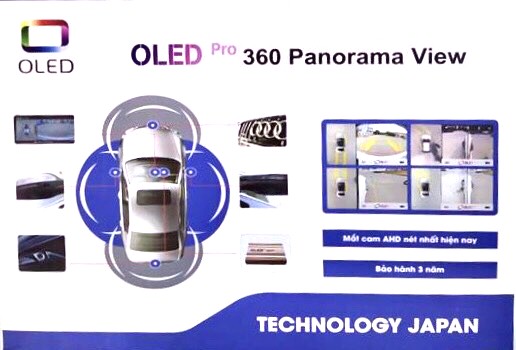 OLED
OLED Pro 360 Panorama View
Mắt cam AHD nét nhất hiện nay
Bảo hành 3 năm
TECHNOLOGY JAPAN